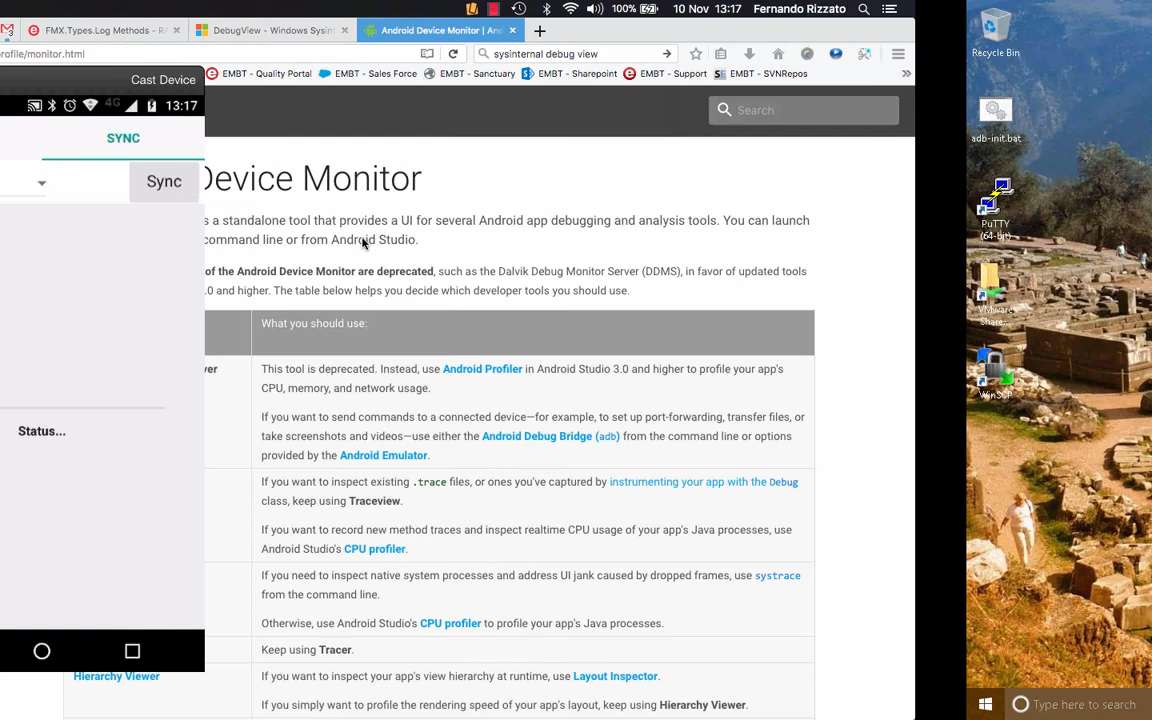 100% 10 Nov 13:17 Fernando Rizzato
FMX.Types.Log Methods - RA
DebugView - Windows Sysint
Android Device Monitor | And
rofile/monitor.html
sysinternal debug view
EMBT - Quality Portal
EMBT - Sales Force
EMBT - Sanctuary
EMBT - Sharepoint
EMBT - Support
EMBT - SVNRepos
Cast Device
4G 13:17
SYNC
Sync
Status...
Search
Device Monitor
s a standalone tool that provides a UI for several Android app debugging and analysis tools. You can launch
command line or from Android Studio.
of the Android Device Monitor are deprecated, such as the Dalvik Debug Monitor Server (DDMS), in favor of updated tools
.0 and higher. The table below helps you decide which developer tools you should use.
What you should use:
ver
This tool is deprecated. Instead, use Android Profiler in Android Studio 3.0 and higher to profile your app's
CPU, memory, and network usage.
If you want to send commands to a connected device—for example, to set up port-forwarding, transfer files, or
take screenshots and videos—use either the Android Debug Bridge (adb) from the command line or options
provided by the Android Emulator.
If you want to inspect existing .trace files, or ones you've captured by instrumenting your app with the Debug
class, keep using Traceview.
If you want to record new method traces and inspect realtime CPU usage of your app's Java processes, use
Android Studio's CPU profiler.
If you need to inspect native system processes and address UI jank caused by dropped frames, use systrace
from the command line.
Otherwise, use Android Studio's CPU profiler to profile your app's Java processes.
Keep using Tracer.
Hierarchy Viewer
If you want to inspect your app's view hierarchy at runtime, use Layout Inspector.
If you simply want to profile the rendering speed of your app's layout, keep using Hierarchy Viewer.
Recycle Bin
adb-init.bat
PuTTY
(64-bit)
VMware
Share...
WinSCP
Type here to search